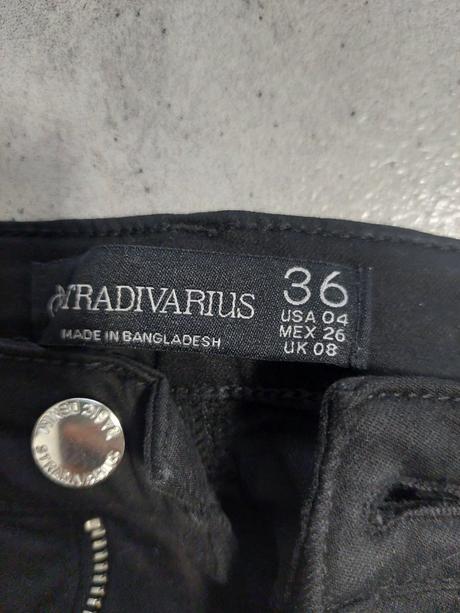 STRADIVARIUS
MADE IN BANGLADESH
36
USA 04
MEX 26
UK 08